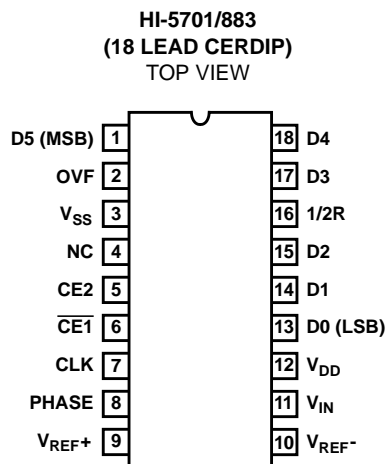 HI-5701/883
(18 LEAD CERDIP)
TOP VIEW
D5 (MSB) 1 18 D4
OVF 2 17 D3
VSS 3 16 1/2R
NC 4 15 D2
CE2 5 14 D1
C̅E̅1̅ 6 13 D0 (LSB)
CLK 7 12 VDD
PHASE 8 11 VIN
VREF+ 9 10 VREF-